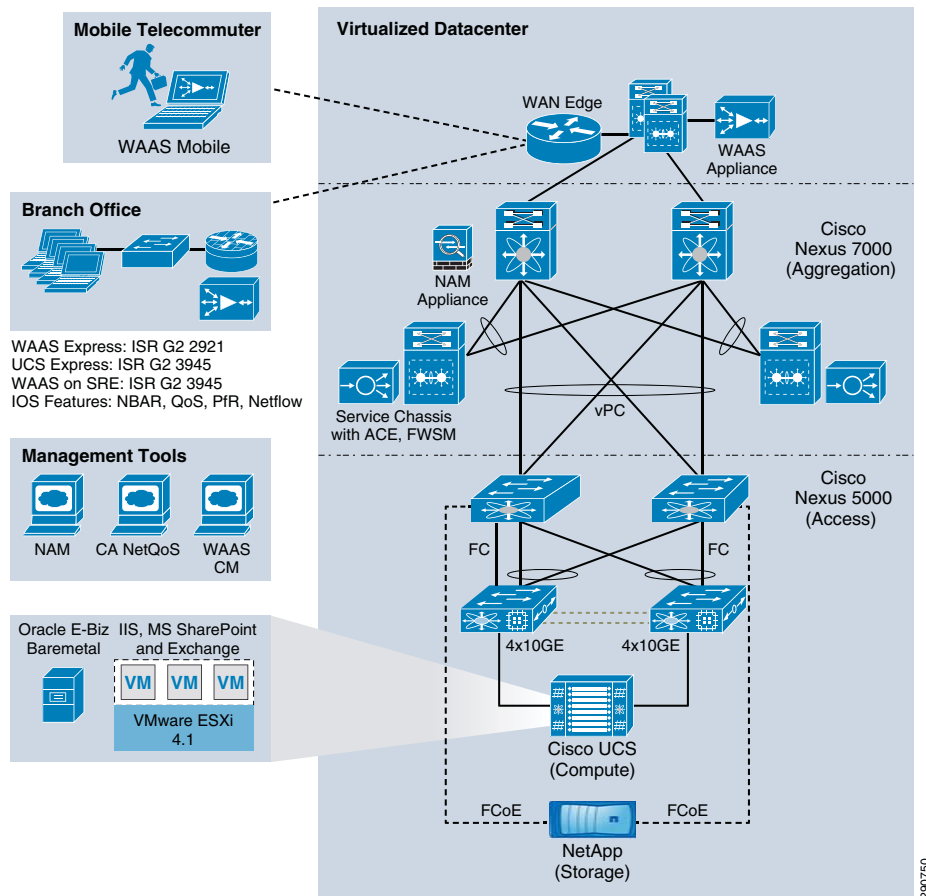 Mobile Telecommuter
WAAS Mobile
Branch Office
WAAS Express: ISR G2 2921
UCS Express: ISR G2 3945
WAAS on SRE: ISR G2 3945
IOS Features: NBAR, QoS, PfR, Netflow
Management Tools
NAM
CA NetQoS
WAAS
CM
Oracle E-Biz
Baremetal
IIS, MS SharePoint
and Exchange
VM
VM
VM
VMware ESXi
4.1
Virtualized Datacenter
WAN Edge
WAAS
Appliance
Cisco
Nexus 7000
(Aggregation)
NAM
Appliance
Service Chassis
with ACE, FWSM
vPC
Cisco
Nexus 5000
(Access)
FC
FC
4x10GE
4x10GE
Cisco UCS
(Compute)
FCoE
FCoE
NetApp
(Storage)
290750